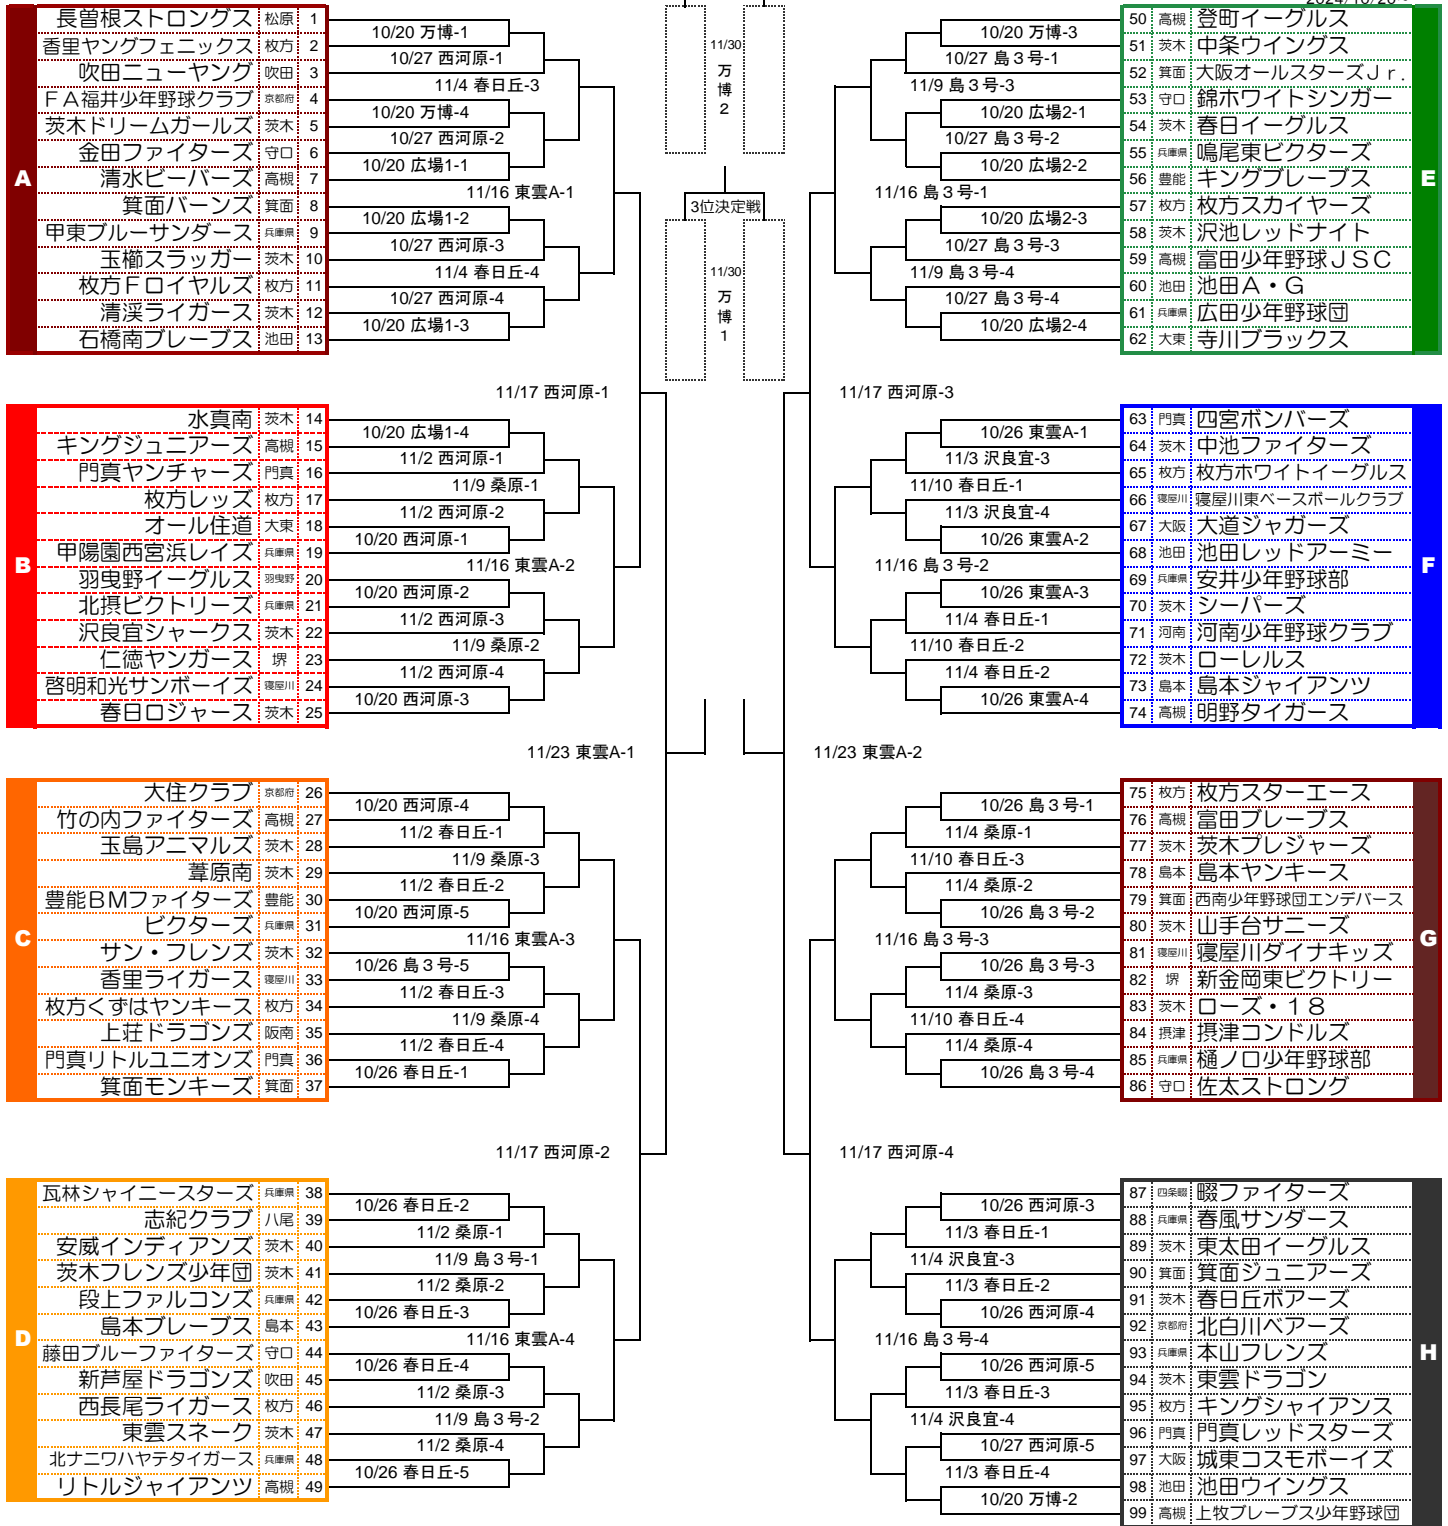 2024/10/20～
A
長曽根ストロングス 松原 1
香里ヤングフェニックス 枚方 2
吹田ニューヤング 吹田 3
ＦＡ福井少年野球クラブ 京都府 4
茨木ドリームガールズ 茨木 5
金田ファイターズ 守口 6
清水ビーバーズ 高槻 7
箕面バーンズ 箕面 8
甲東ブルーサンダース 兵庫県 9
玉櫛スラッガー 茨木 10
枚方Ｆロイヤルズ 枚方 11
清渓ライガース 茨木 12
石橋南ブレーブス 池田 13
10/20 万博-1
10/27 西河原-1
11/4 春日丘-3
10/20 万博-4
10/27 西河原-2
10/20 広場1-1
11/16 東雲A-1
10/20 広場1-2
10/27 西河原-3
11/4 春日丘-4
10/27 西河原-4
10/20 広場1-3
11/17 西河原-1
B
水真南 茨木 14
キングジュニアーズ 高槻 15
門真ヤンチャーズ 門真 16
枚方レッズ 枚方 17
オール住道 大東 18
甲陽園西宮浜レイズ 兵庫県 19
羽曳野イーグルス 羽曳野 20
北摂ビクトリーズ 兵庫県 21
沢良宜シャークス 茨木 22
仁徳ヤンガース 堺 23
啓明和光サンボーイズ 寝屋川 24
春日ロジャース 茨木 25
10/20 広場1-4
11/2 西河原-1
11/9 桑原-1
11/2 西河原-2
10/20 西河原-1
11/16 東雲A-2
10/20 西河原-2
11/2 西河原-3
11/9 桑原-2
11/2 西河原-4
10/20 西河原-3
11/23 東雲A-1
C
大住クラブ 京都府 26
竹の内ファイターズ 高槻 27
玉島アニマルズ 茨木 28
葦原南 茨木 29
豊能ＢＭファイターズ 豊能 30
ビクターズ 兵庫県 31
サン・フレンズ 茨木 32
香里ライガース 寝屋川 33
枚方くずはヤンキース 枚方 34
上荘ドラゴンズ 阪南 35
門真リトルユニオンズ 門真 36
箕面モンキーズ 箕面 37
10/20 西河原-4
11/2 春日丘-1
11/9 桑原-3
11/2 春日丘-2
10/20 西河原-5
11/16 東雲A-3
10/26 島３号-5
11/2 春日丘-3
11/9 桑原-4
11/2 春日丘-4
10/26 春日丘-1
11/17 西河原-2
D
瓦林シャイニースターズ 兵庫県 38
志紀クラブ 八尾 39
安威インディアンズ 茨木 40
茨木フレンズ少年団 茨木 41
段上ファルコンズ 兵庫県 42
島本ブレーブス 島本 43
藤田ブルーファイターズ 守口 44
新芦屋ドラゴンズ 吹田 45
西長尾ライガース 枚方 46
東雲スネーク 茨木 47
北ナニワハヤテタイガース 兵庫県 48
リトルジャイアンツ 高槻 49
10/26 春日丘-2
11/2 桑原-1
11/9 島３号-1
11/2 桑原-2
10/26 春日丘-3
11/16 東雲A-4
10/26 春日丘-4
11/2 桑原-3
11/9 島３号-2
11/2 桑原-4
10/26 春日丘-5
11/30
万博2
3位決定戦
11/30
万博1
E
50 高槻 登町イーグルス
51 茨木 中条ウイングス
52 箕面 大阪オールスターズＪｒ．
53 守口 錦ホワイトシンガー
54 茨木 春日イーグルス
55 兵庫県 鳴尾東ビクターズ
56 豊能 キングブレーブス
57 枚方 枚方スカイヤーズ
58 茨木 沢池レッドナイト
59 高槻 富田少年野球ＪＳＣ
60 池田 池田Ａ・Ｇ
61 兵庫県 広田少年野球団
62 大東 寺川ブラックス
10/20 万博-3
10/27 島３号-1
11/9 島３号-3
10/20 広場2-1
10/27 島３号-2
10/20 広場2-2
11/16 島３号-1
10/20 広場2-3
10/27 島３号-3
11/9 島３号-4
10/27 島３号-4
10/20 広場2-4
11/17 西河原-3
F
63 門真 四宮ボンバーズ
64 茨木 中池ファイターズ
65 枚方 枚方ホワイトイーグルス
66 寝屋川 寝屋川東ベースボールクラブ
67 大阪 大道ジャガーズ
68 池田 池田レッドアーミー
69 兵庫県 安井少年野球部
70 茨木 シーパーズ
71 河南 河南少年野球クラブ
72 茨木 ローレルス
73 島本 島本ジャイアンツ
74 高槻 明野タイガース
10/26 東雲A-1
11/3 沢良宜-3
11/10 春日丘-1
11/3 沢良宜-4
10/26 東雲A-2
11/16 島３号-2
10/26 東雲A-3
11/4 春日丘-1
11/10 春日丘-2
11/4 春日丘-2
10/26 東雲A-4
11/23 東雲A-2
G
75 枚方 枚方スターエース
76 高槻 富田ブレーブス
77 茨木 茨木プレジャーズ
78 島本 島本ヤンキース
79 箕面 西南少年野球団エンデバース
80 茨木 山手台サニーズ
81 寝屋川 寝屋川ダイナキッズ
82 堺 新金岡東ビクトリー
83 茨木 ローズ・１８
84 摂津 摂津コンドルズ
85 兵庫県 樋ノ口少年野球部
86 守口 佐太ストロング
10/26 島３号-1
11/4 桑原-1
11/10 春日丘-3
11/4 桑原-2
10/26 島３号-2
11/16 島３号-3
10/26 島３号-3
11/4 桑原-3
11/10 春日丘-4
11/4 桑原-4
10/26 島３号-4
11/17 西河原-4
H
87 四条畷 畷ファイターズ
88 兵庫県 春風サンダース
89 茨木 東太田イーグルス
90 箕面 箕面ジュニアーズ
91 茨木 春日丘ボアーズ
92 京都府 北白川ベアーズ
93 兵庫県 本山フレンズ
94 茨木 東雲ドラゴン
95 枚方 キングシャイアンス
96 門真 門真レッドスターズ
97 大阪 城東コスモボーイズ
98 池田 池田ウイングス
99 高槻 上牧ブレーブス少年野球団
10/26 西河原-3
11/3 春日丘-1
11/4 沢良宜-3
11/3 春日丘-2
10/26 西河原-4
11/16 島３号-4
10/26 西河原-5
11/3 春日丘-3
11/4 沢良宜-4
10/27 西河原-5
11/3 春日丘-4
10/20 万博-2